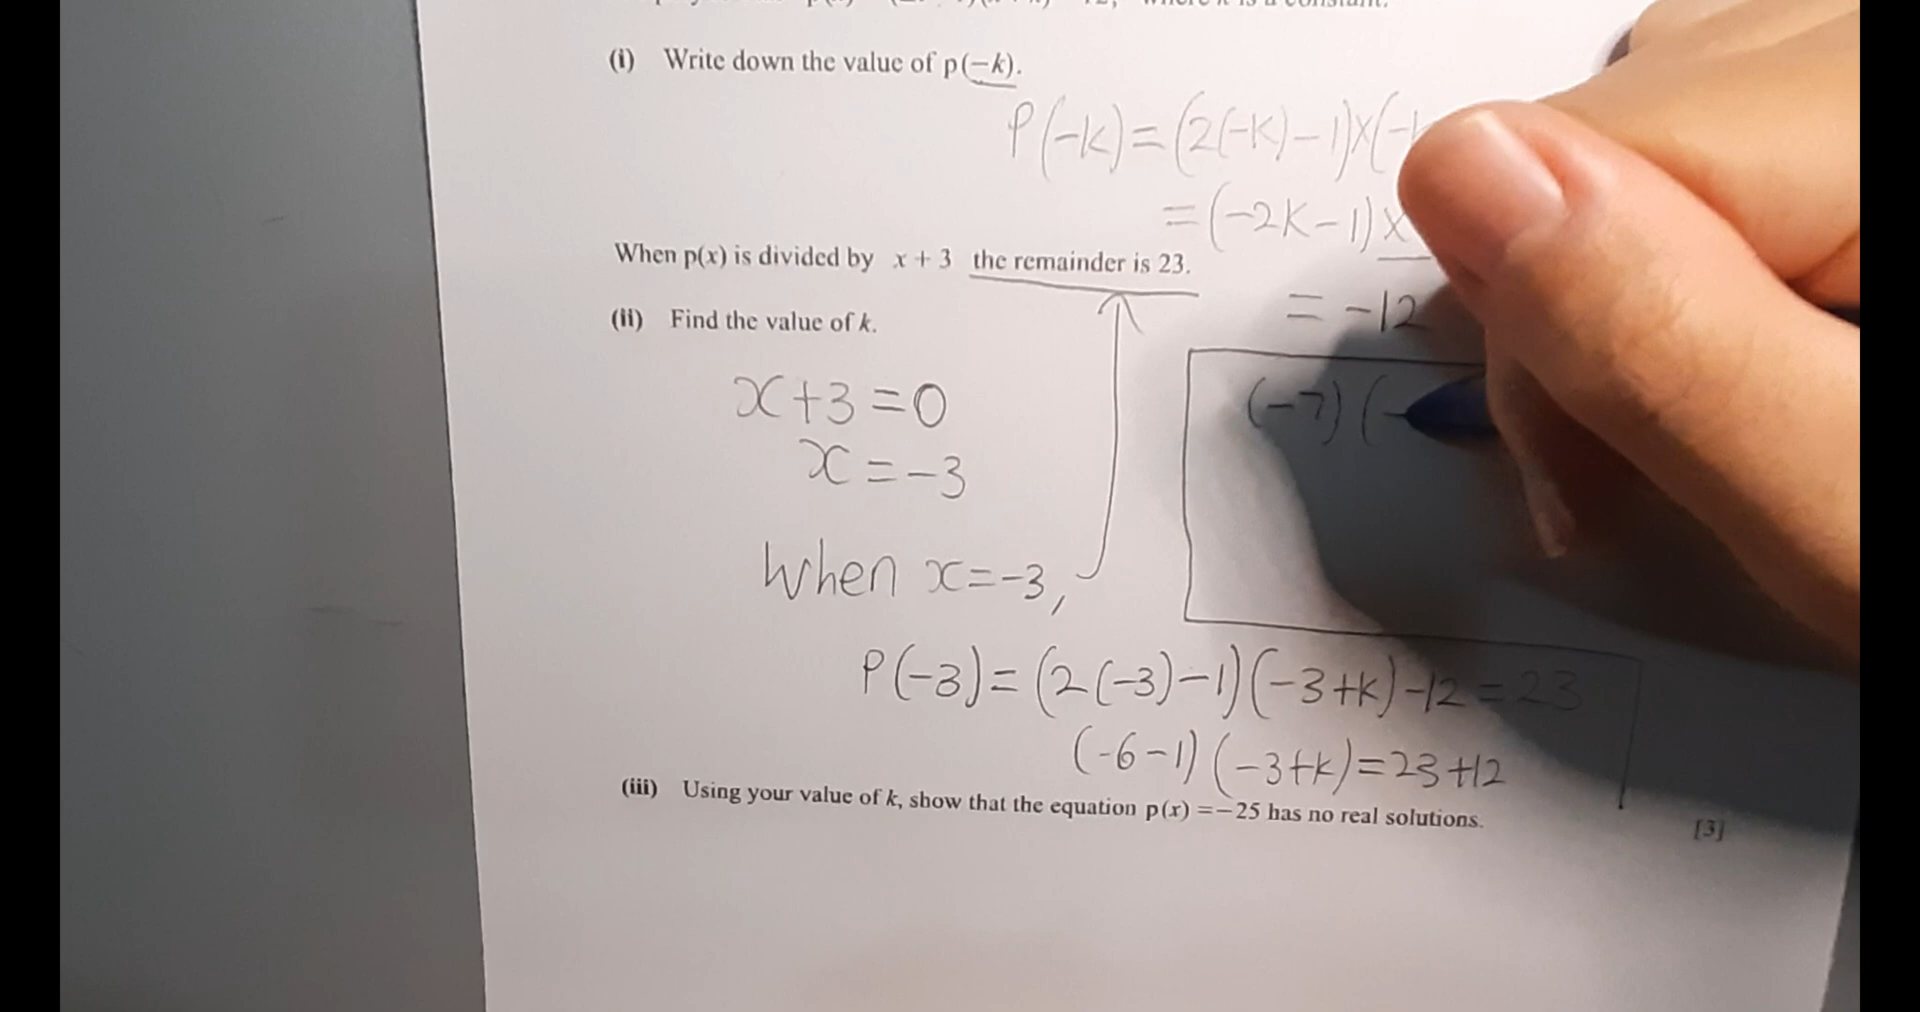 (i) Write down the value of p(−k).
P(-k)=(2(-k)-1)×(-
=(-2k-1)×
When p(x) is divided by x + 3 the remainder is 23.
= -12
(ii) Find the value of k.
x+3=0
(-7)(-
x=-3
When x=-3,
P(-3)=(2(-3)-1)(-3+k)-12=23
(-6-1)(-3+k)=23+12
(iii) Using your value of k, show that the equation p(x) =−25 has no real solutions.
[3]